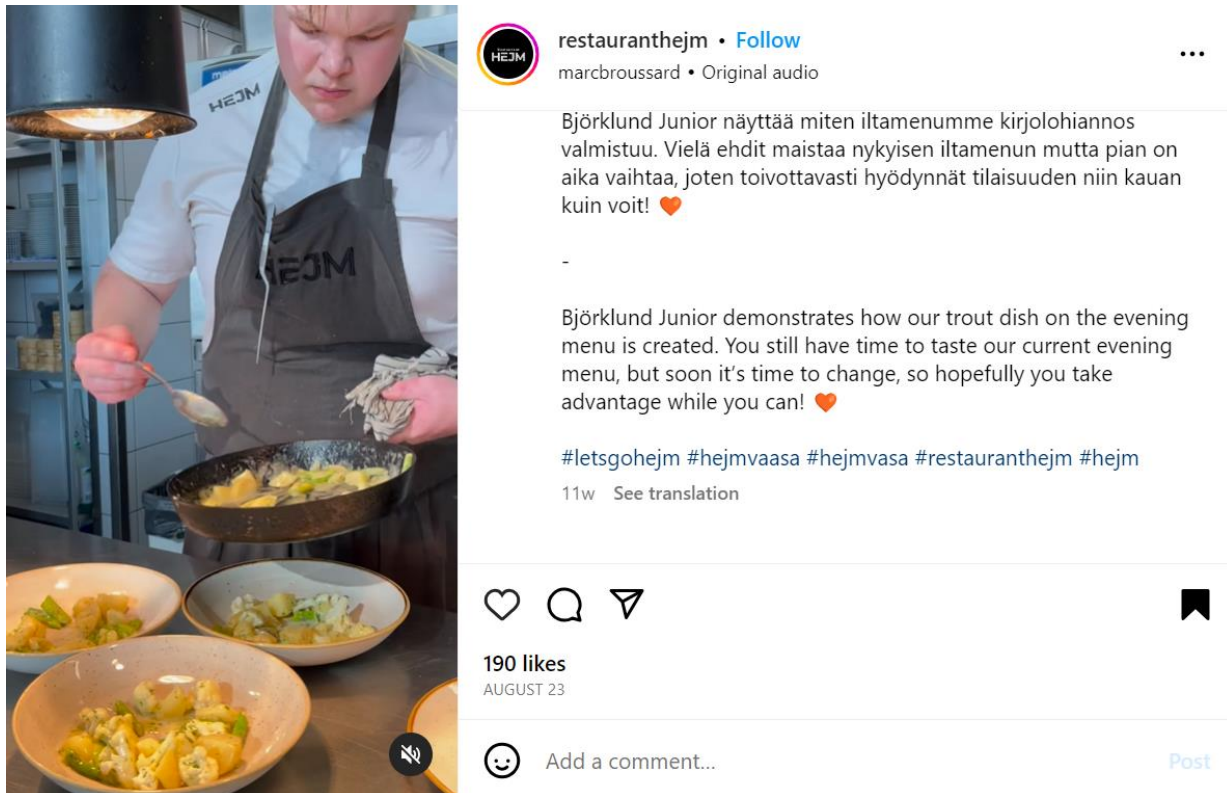 HEJM
HEJM
HEJM
restauranthejm • Follow
marcbroussard • Original audio
Björklund Junior näyttää miten iltamenumme kirjolohiannos
valmistuu. Vielä ehdit maistaa nykyisen iltamenun mutta pian on
aika vaihtaa, joten toivottavasti hyödynnät tilaisuuden niin kauan
kuin voit! 🧡
-
Björklund Junior demonstrates how our trout dish on the evening
menu is created. You still have time to taste our current evening
menu, but soon it's time to change, so hopefully you take
advantage while you can! 🧡
#letsgohejm #hejmvaasa #hejmvasa #restauranthejm #hejm
11w See translation
190 likes
AUGUST 23
Add a comment...
Post